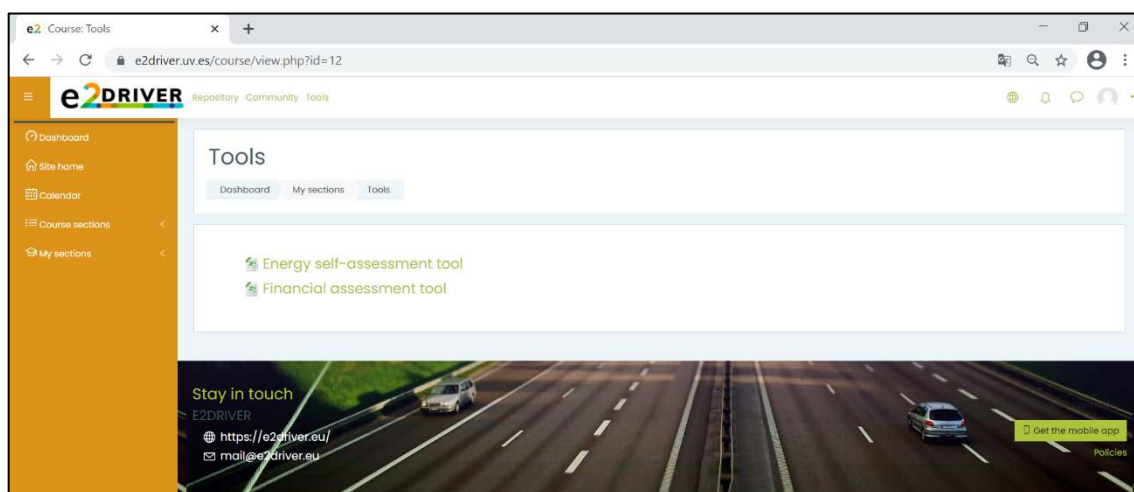 e2 Course: Tools
e2driver.uv.es/course/view.php?id=12
e2DRIVER Repository Community Tools
Dashboard
Site home
Calendar
Course sections
My sections
Tools
Dashboard My sections Tools
Energy self-assessment tool
Financial assessment tool
Stay in touch
E2DRIVER
https://e2driver.eu/
mail@e2driver.eu
Get the mobile app
Policies